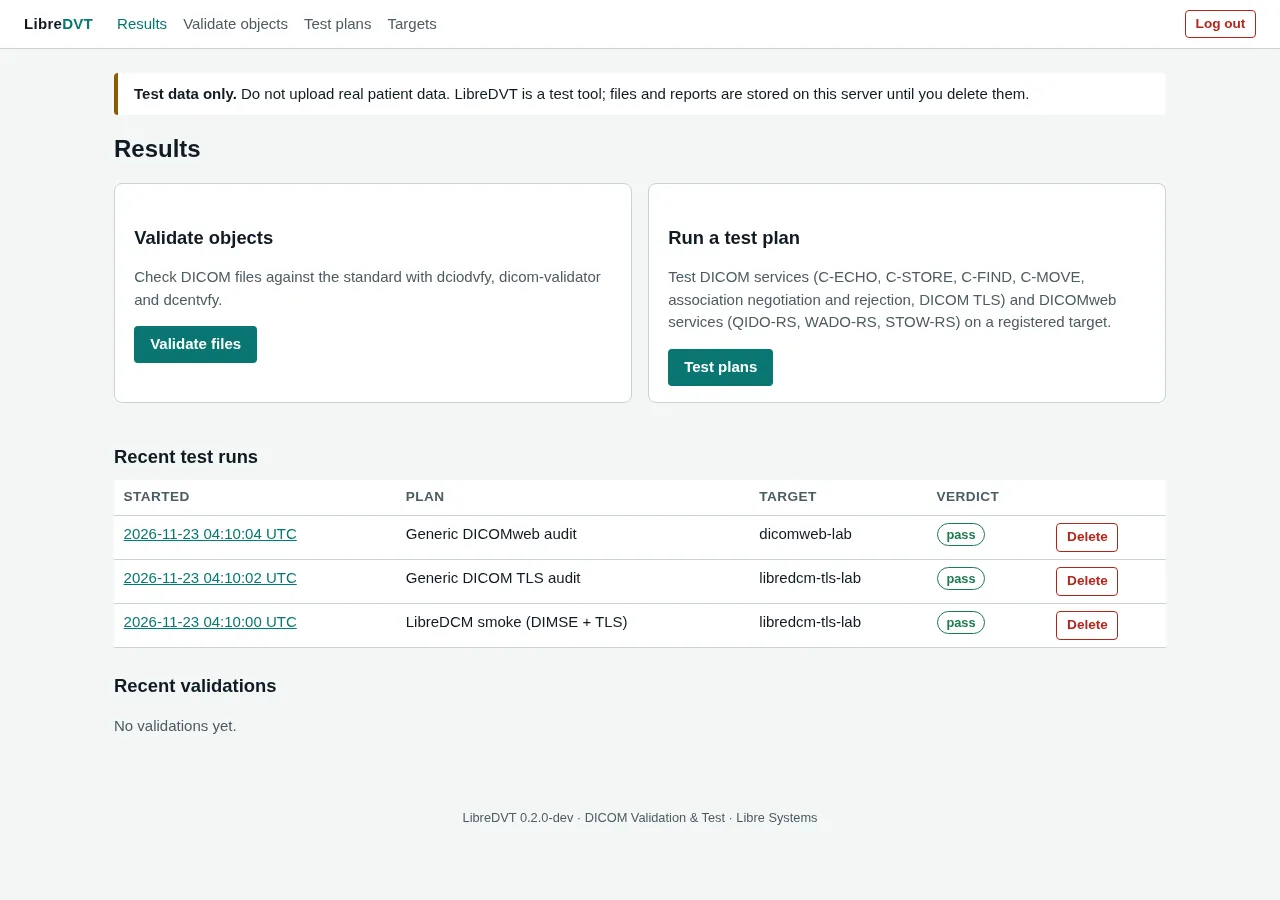 LibreDVT Results Validate objects Test plans Targets Log out
Test data only. Do not upload real patient data. LibreDVT is a test tool; files and reports are stored on this server until you delete them.
Results
Validate objects
Check DICOM files against the standard with dciodvfy, dicom-validator
and dcentvfy.
Validate files
Run a test plan
Test DICOM services (C-ECHO, C-STORE, C-FIND, C-MOVE,
association negotiation and rejection, DICOM TLS) and DICOMweb
services (QIDO-RS, WADO-RS, STOW-RS) on a registered target.
Test plans
Recent test runs
STARTED PLAN TARGET VERDICT
2026-11-23 04:10:04 UTC Generic DICOMweb audit dicomweb-lab pass Delete
2026-11-23 04:10:02 UTC Generic DICOM TLS audit libredcm-tls-lab pass Delete
2026-11-23 04:10:00 UTC LibreDCM smoke (DIMSE + TLS) libredcm-tls-lab pass Delete
Recent validations
No validations yet.
LibreDVT 0.2.0-dev · DICOM Validation & Test · Libre Systems